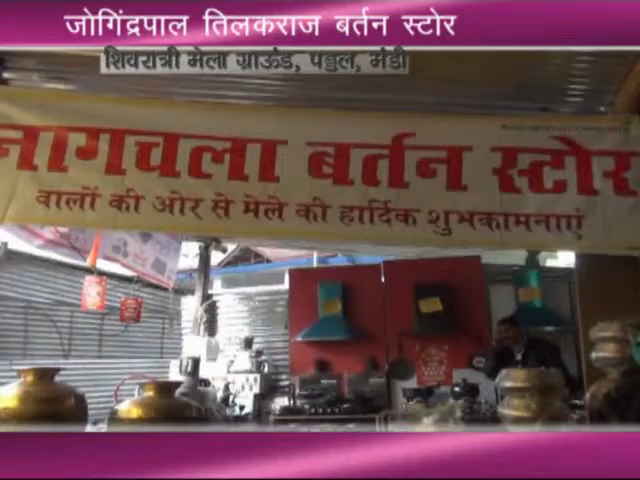 जोगिंद्रपाल तिलकराज बर्तन स्टोर
शिवरात्री मेला ग्राऊंड, पड्डल, मंडी
नागचला बर्तन स्टोर
वालों की ओर से मेले की हार्दिक शुभकामनाएं